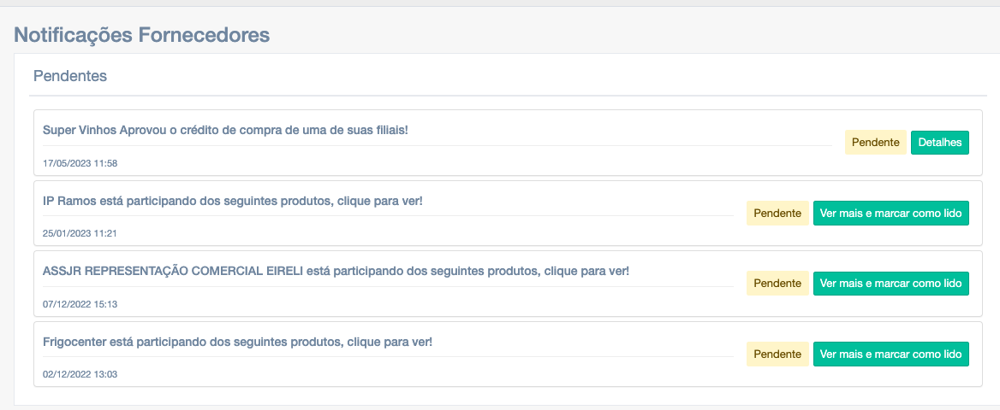 Notificações Fornecedores
Pendentes
Super Vinhos Aprovou o crédito de compra de uma de suas filiais!
Pendente Detalhes
17/05/2023 11:58
IP Ramos está participando dos seguintes produtos, clique para ver!
Pendente Ver mais e marcar como lido
25/01/2023 11:21
ASSJR REPRESENTAÇÃO COMERCIAL EIRELI está participando dos seguintes produtos, clique para ver!
Pendente Ver mais e marcar como lido
07/12/2022 15:13
Frigocenter está participando dos seguintes produtos, clique para ver!
Pendente Ver mais e marcar como lido
02/12/2022 13:03